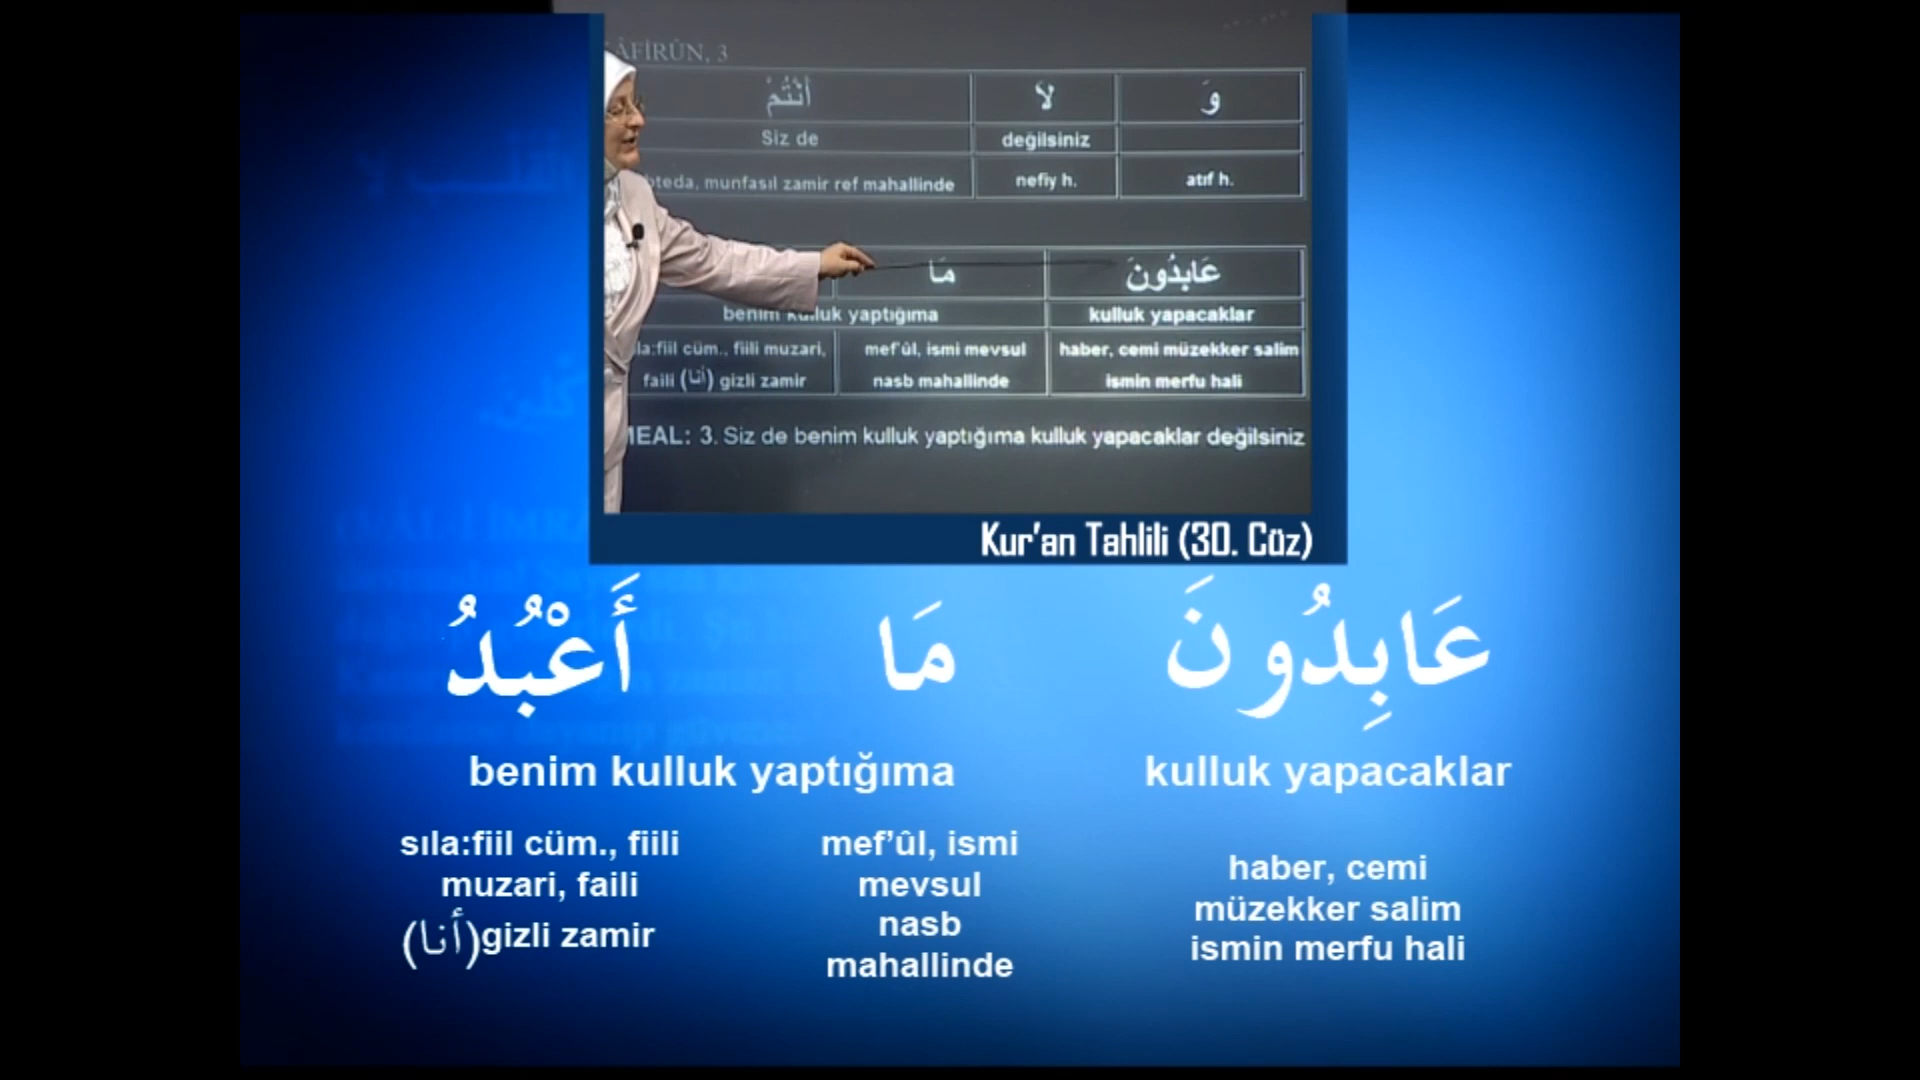 ÂFİRÛN, 3
وَ لاَ أَنْتُمْ
Siz de değilsiniz
teda, munfasıl zamir ref mahallinde nefiy h. atıf h.
عَابِدُونَ مَا
benim kulluk yaptığıma kulluk yapacaklar
la:fiil cüm., fiili muzari, mef'ûl, ismi mevsul haber, cemi müzekker salim
faili (أنا) gizli zamir nasb mahallinde ismin merfu hali
MEAL: 3. Siz de benim kulluk yaptığıma kulluk yapacaklar değilsiniz
Kur'an Tahlili (30. Cüz)
عَابِدُونَ مَا أَعْبُدُ
benim kulluk yaptığıma kulluk yapacaklar
sıla:fiil cüm., fiili
muzari, faili
(أنا) gizli zamir
mef'ûl, ismi
mevsul
nasb
mahallinde
haber, cemi
müzekker salim
ismin merfu hali